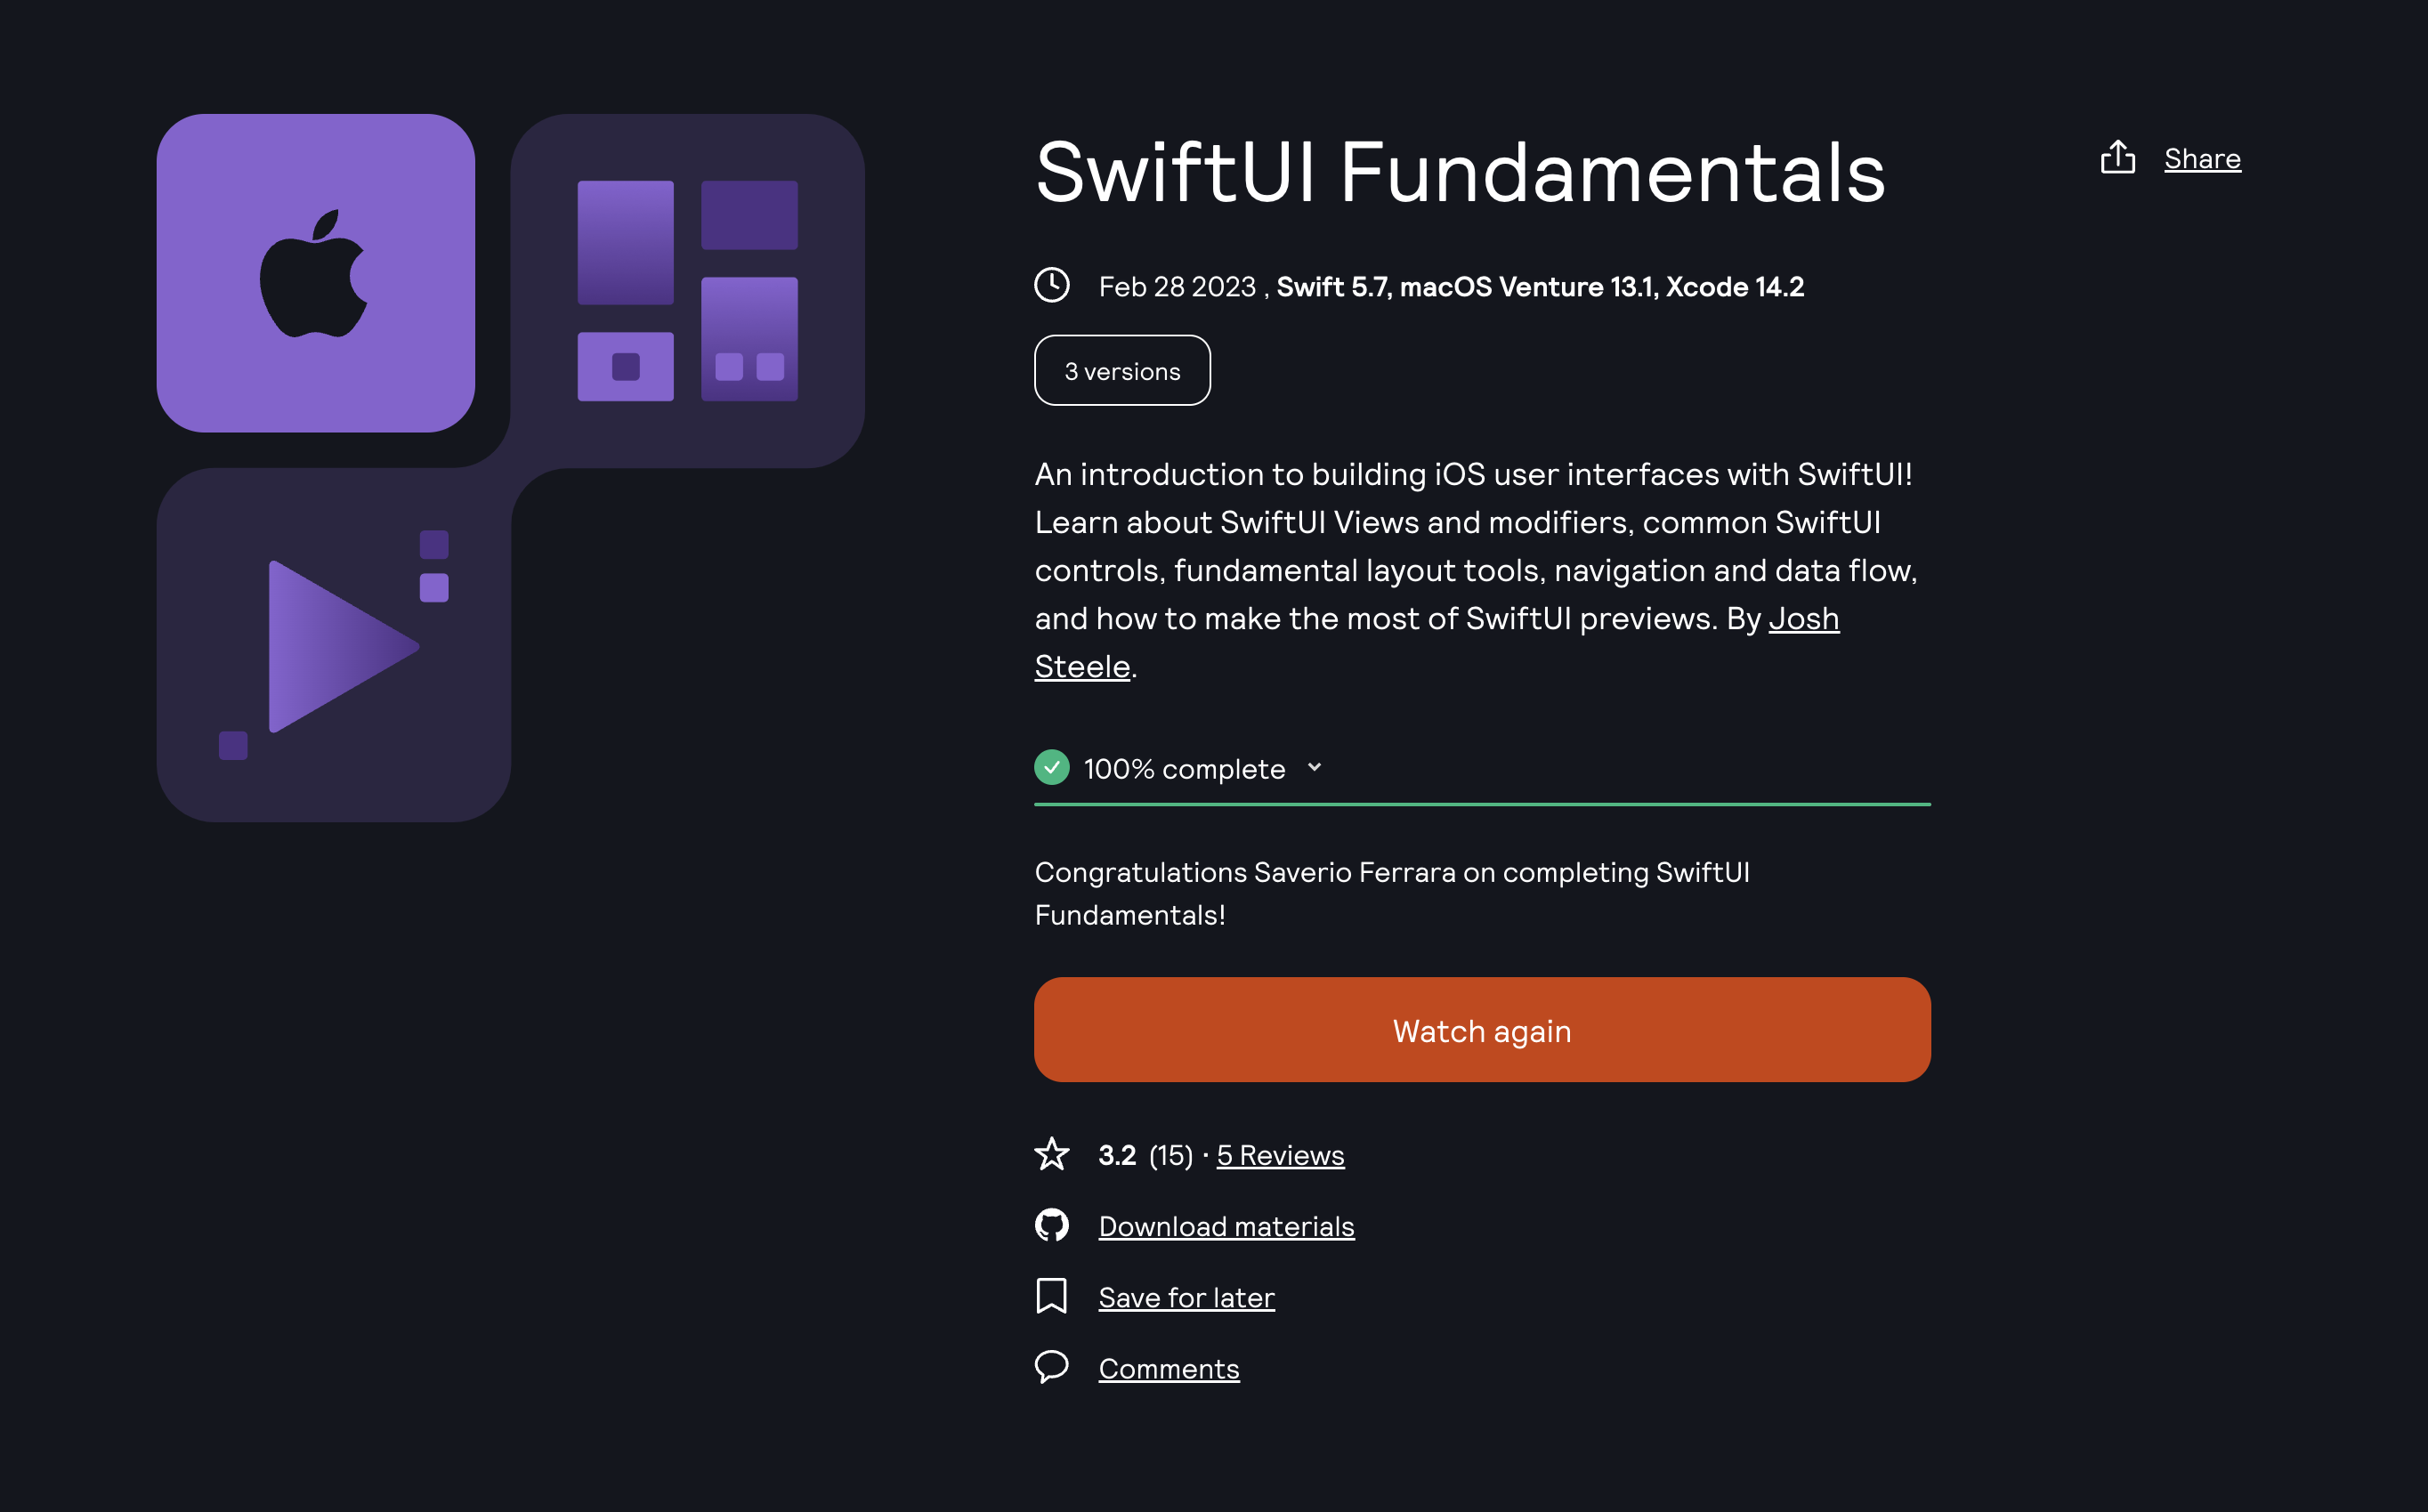 SwiftUI Fundamentals
Share
Feb 28 2023 , Swift 5.7, macOS Venture 13.1, Xcode 14.2
3 versions
An introduction to building iOS user interfaces with SwiftUI!
Learn about SwiftUI Views and modifiers, common SwiftUI
controls, fundamental layout tools, navigation and data flow,
and how to make the most of SwiftUI previews. By Josh
Steele.
100% complete
Congratulations Saverio Ferrara on completing SwiftUI
Fundamentals!
Watch again
3.2 (15) · 5 Reviews
Download materials
Save for later
Comments